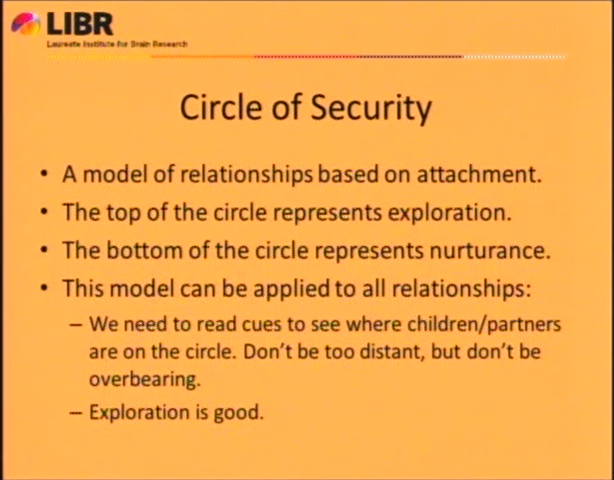 LIBR
Laureate Institute for Brain Research
Circle of Security
• A model of relationships based on attachment.
• The top of the circle represents exploration.
• The bottom of the circle represents nurturance.
• This model can be applied to all relationships:
– We need to read cues to see where children/partners
are on the circle. Don't be too distant, but don't be
overbearing.
– Exploration is good.